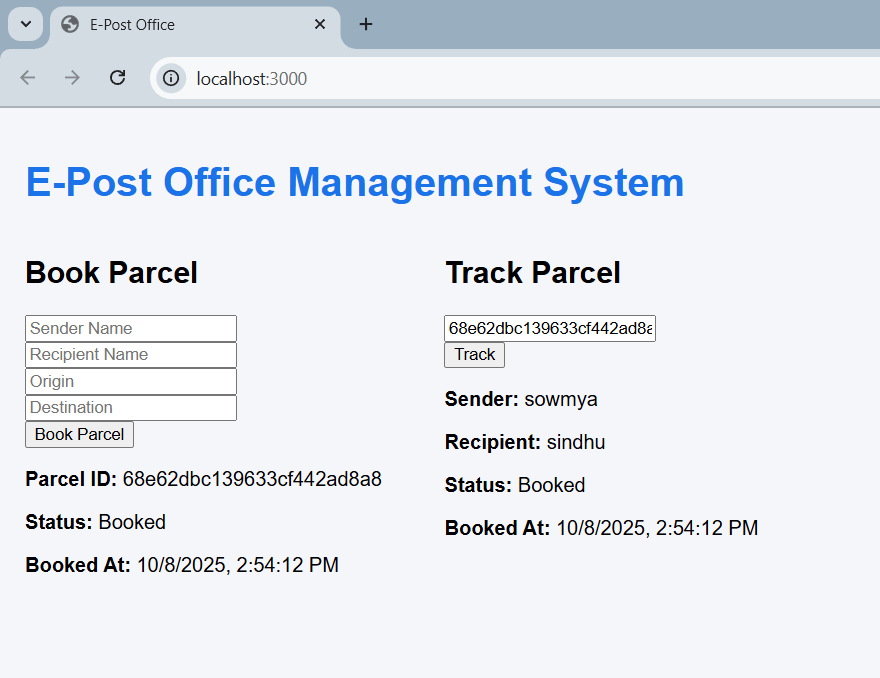 E-Post Office
localhost:3000
E-Post Office Management System
Book Parcel
Sender Name
Recipient Name
Origin
Destination
Book Parcel
Parcel ID: 68e62dbc139633cf442ad8a8
Status: Booked
Booked At: 10/8/2025, 2:54:12 PM
Track Parcel
68e62dbc139633cf442ad8a
Track
Sender: sowmya
Recipient: sindhu
Status: Booked
Booked At: 10/8/2025, 2:54:12 PM